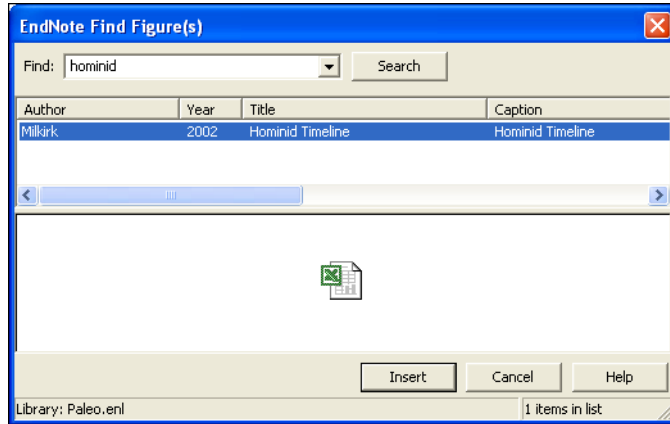 EndNote Find Figure(s)
Find: hominid Search
Author Year Title Caption
Milkirk 2002 Hominid Timeline Hominid Timeline
Insert Cancel Help
Library: Paleo.enl 1 items in list